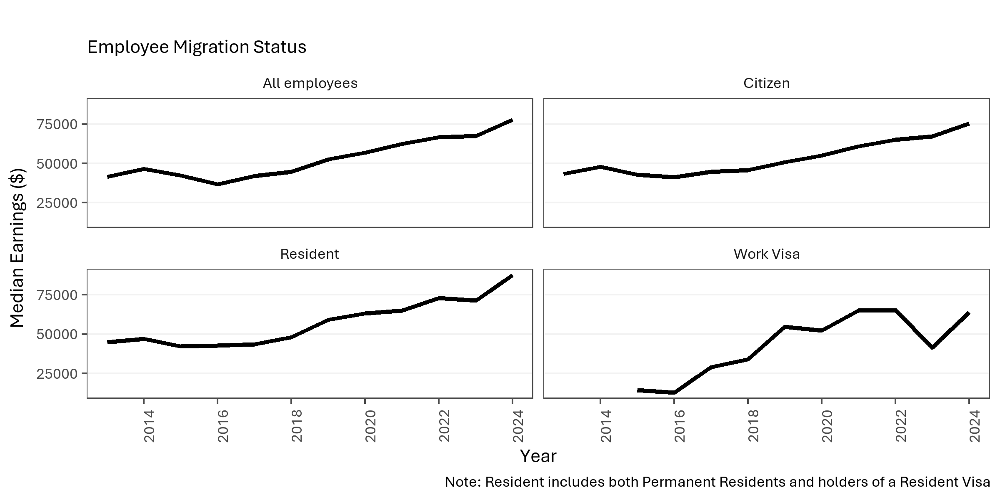 Employee Migration Status
All employees
Citizen
75000
50000
25000
Resident
Work Visa
75000
50000
25000
Median Earnings ($)
2014
2016
2018
2020
2022
2024
2014
2016
2018
2020
2022
2024
Year
Note: Resident includes both Permanent Residents and holders of a Resident Visa